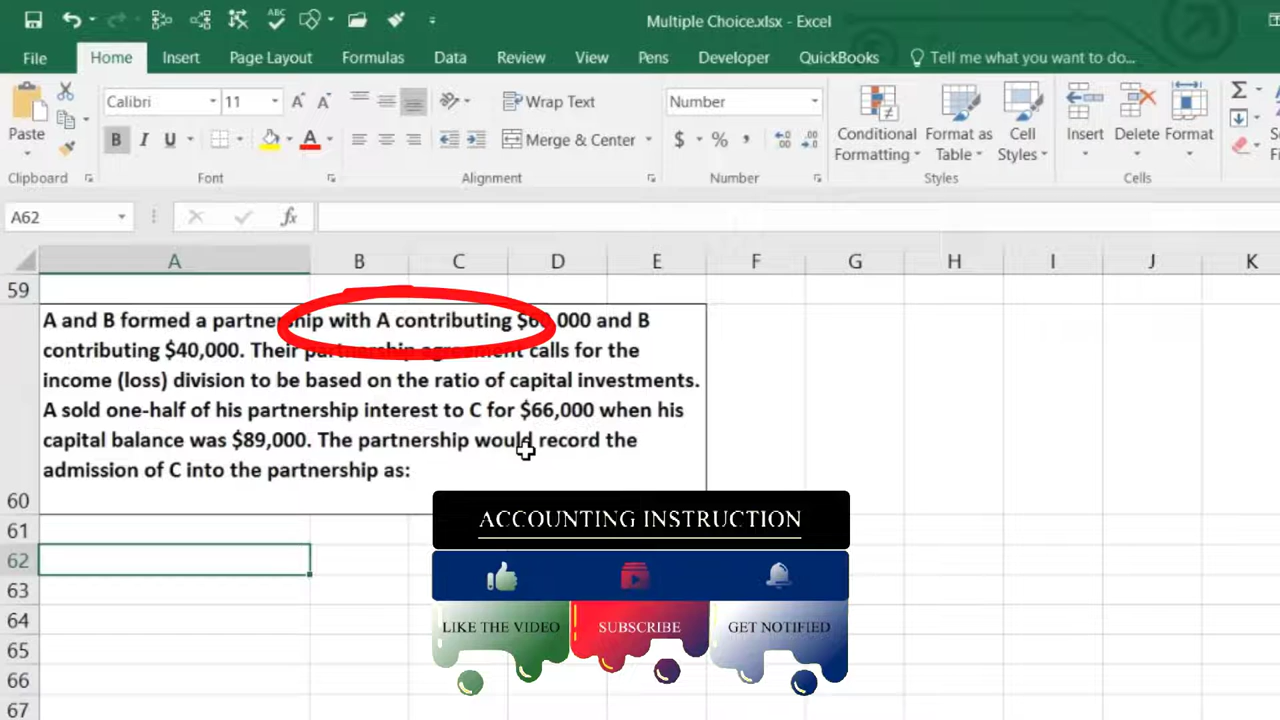 Multiple Choice.xlsx - Excel
File Home Insert Page Layout Formulas Data Review View Pens Developer QuickBooks Tell me what you want to do...
Calibri 11 A A Wrap Text Number
Paste B I U A Merge & Center $ % , Conditional Formatting Format as Table Cell Styles Insert Delete Format
Clipboard Font Alignment Number Styles Cells
A62 fx
A B C D E F G H I J K
59
A and B formed a partnership with A contributing $60,000 and B
contributing $40,000. Their partnership agreement calls for the
income (loss) division to be based on the ratio of capital investments.
A sold one-half of his partnership interest to C for $66,000 when his
capital balance was $89,000. The partnership would record the
admission of C into the partnership as:
60
ACCOUNTING INSTRUCTION
61
62
63
LIKE THE VIDEO SUBSCRIBE GET NOTIFIED
64
65
66
67